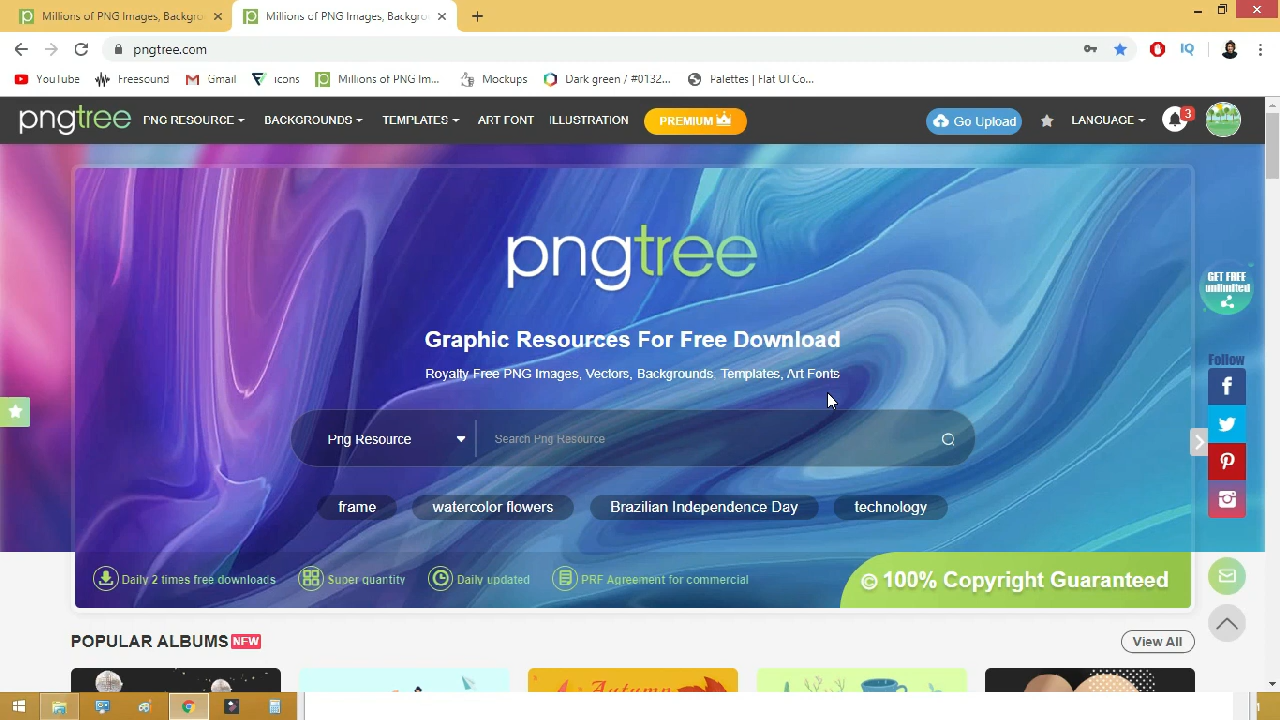 Millions of PNG Images, Backgro
Millions of PNG Images, Backgro
pngtree.com
IQ
YouTube
Freesound
Gmail
icons
Millions of PNG Im...
Mockups
Dark green / #0132...
Palettes | Flat UI Co...
pngtree
PNG RESOURCE
BACKGROUNDS
TEMPLATES
ART FONT
ILLUSTRATION
PREMIUM
Go Upload
LANGUAGE
3
pngtree
GET FREE
unlimited
Graphic Resources For Free Download
Royalty Free PNG Images, Vectors, Backgrounds, Templates, Art Fonts
Follow
Png Resource
Search Png Resource
frame
watercolor flowers
Brazilian Independence Day
technology
Daily 2 times free downloads
Super quantity
Daily updated
PRF Agreement for commercial
© 100% Copyright Guaranteed
POPULAR ALBUMS NEW
View All
Autumn